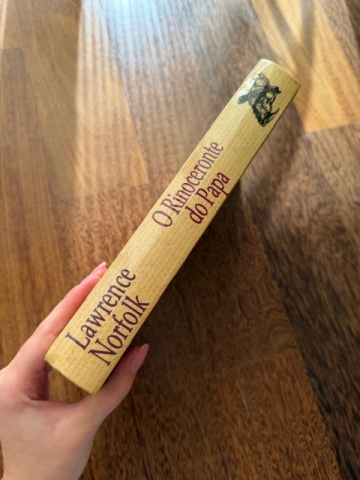 Lawrence
Norfolk
O Rinoceronte
do Papa